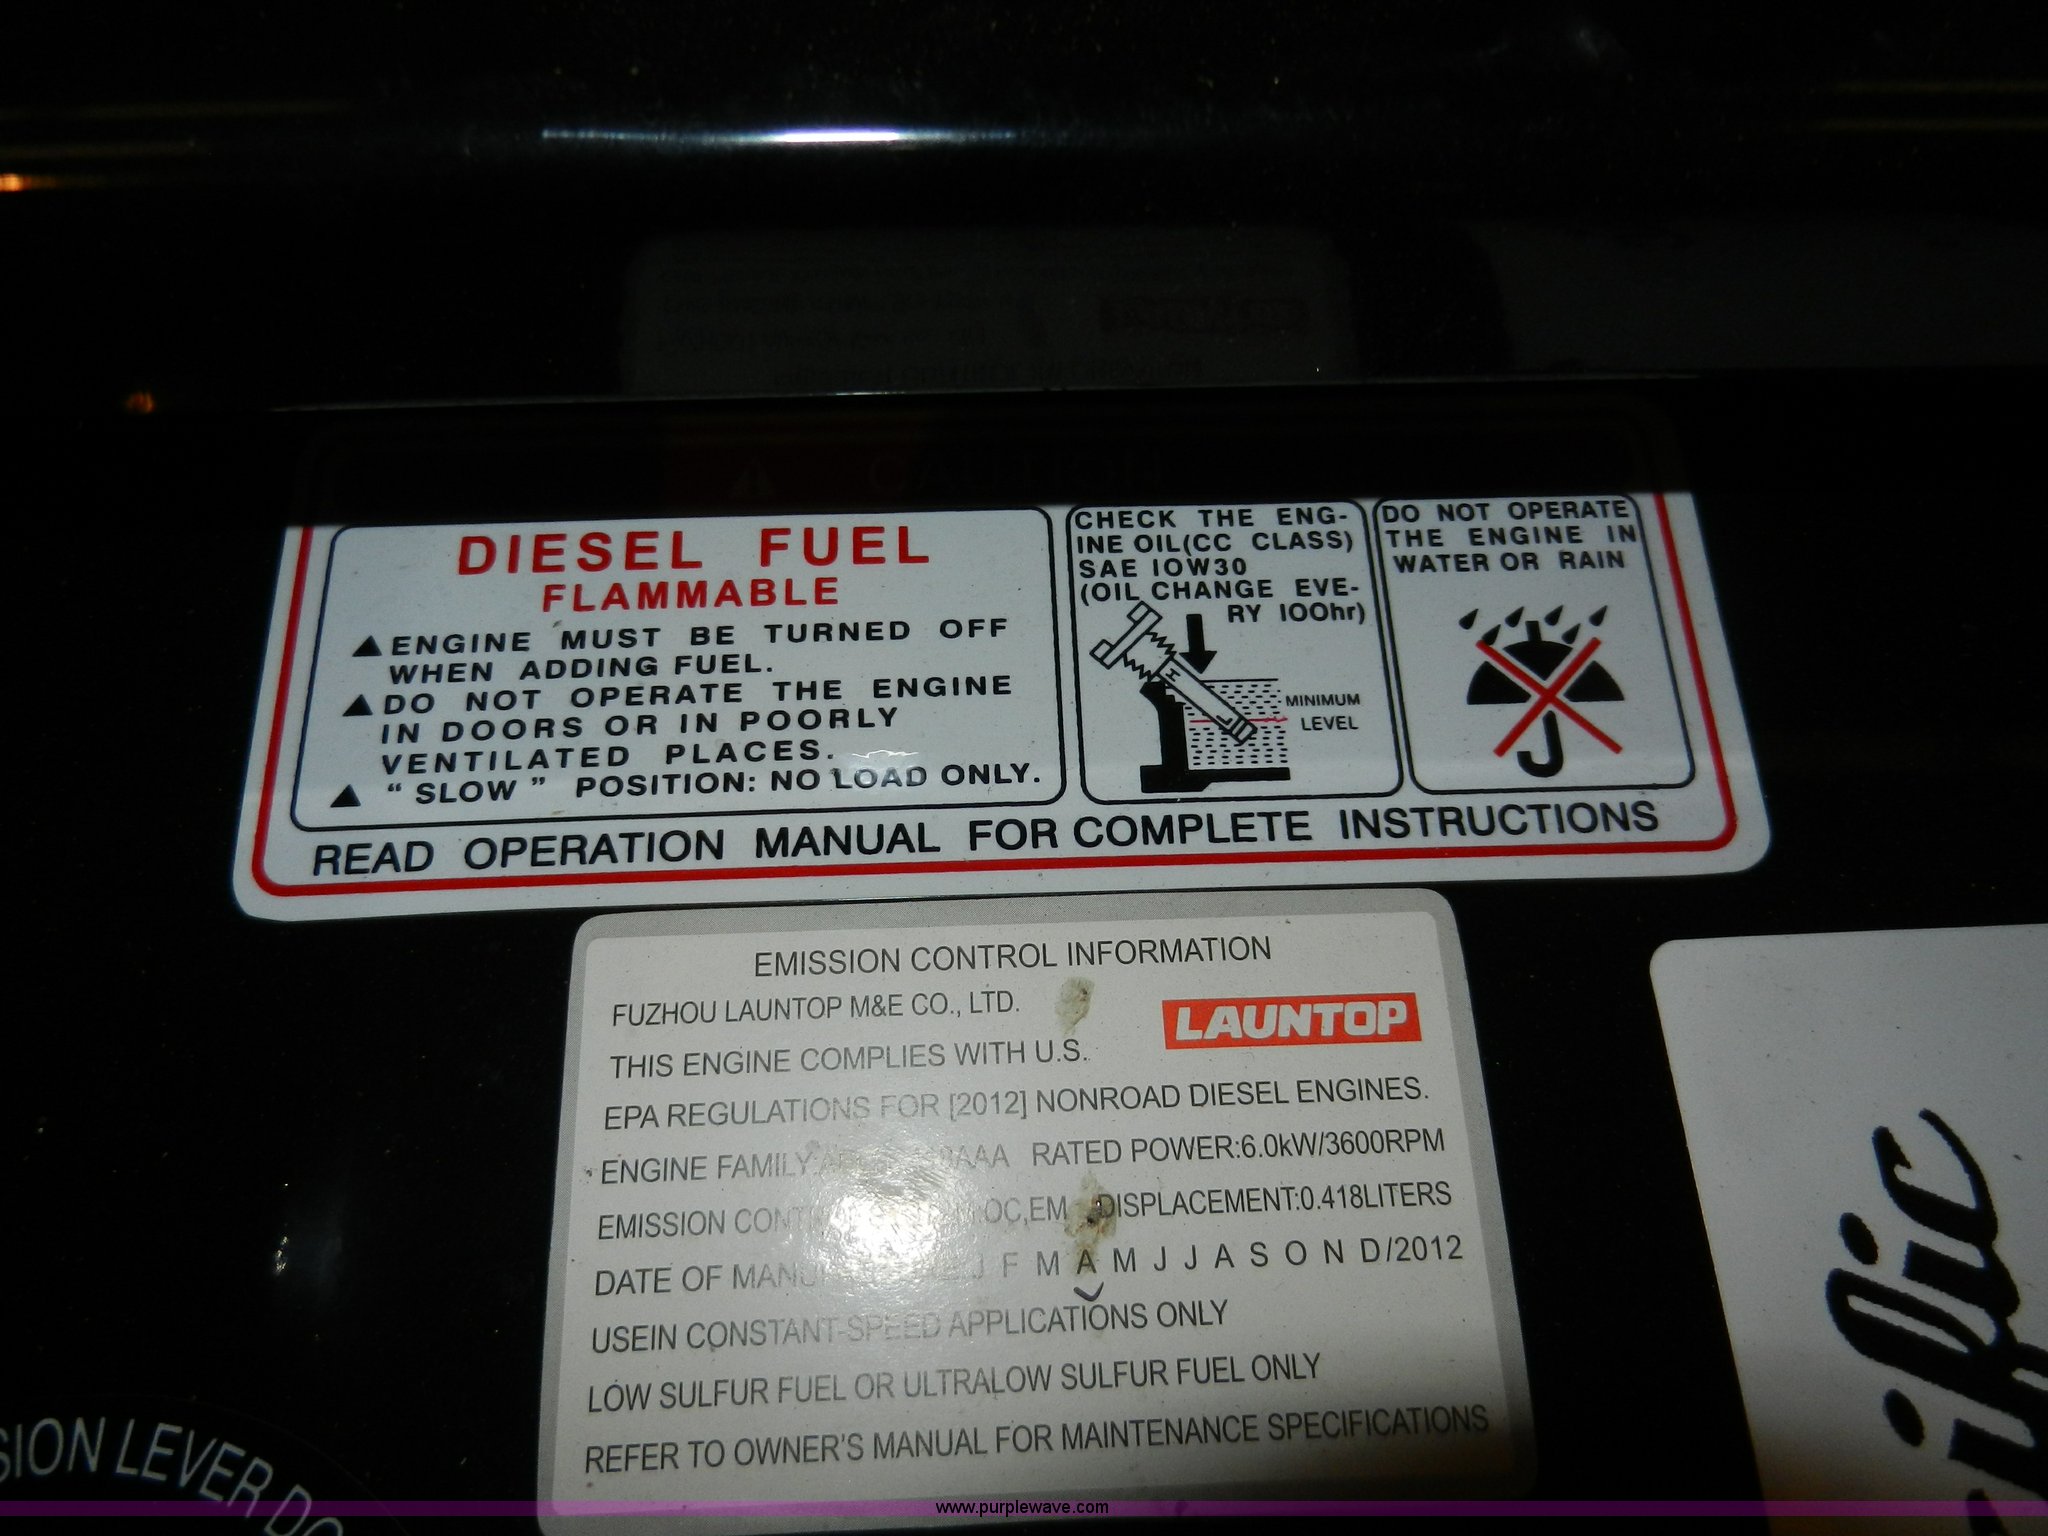 CAUTION
DIESEL FUEL
FLAMMABLE
▲ENGINE MUST BE TURNED OFF
WHEN ADDING FUEL.
▲DO NOT OPERATE THE ENGINE
IN DOORS OR IN POORLY
VENTILATED PLACES.
▲ “SLOW” POSITION: NO LOAD ONLY.
CHECK THE ENG-
INE OIL(CC CLASS)
SAE 10W30
(OIL CHANGE EVE-
RY 100hr)
H
L
MINIMUM
LEVEL
DO NOT OPERATE
THE ENGINE IN
WATER OR RAIN
READ OPERATION MANUAL FOR COMPLETE INSTRUCTIONS
EMISSION CONTROL INFORMATION
FUZHOU LAUNTOP M&E CO., LTD.
LAUNTOP
THIS ENGINE COMPLIES WITH U.S.
EPA REGULATIONS FOR [2012] NONROAD DIESEL ENGINES.
ENGINE FAMILY: RATED POWER:6.0kW/3600RPM
EMISSION OC,EM DISPLACEMENT:0.418LITERS
DATE OF J F M A M J J A S O N D/2012
USEIN CONSTANT-SPEED APPLICATIONS ONLY
LOW SULFUR FUEL OR ULTRALOW SULFUR FUEL ONLY
REFER TO OWNER'S MANUAL FOR MAINTENANCE SPECIFICATIONS
SION LEVER DO
ific
www.purplewave.com